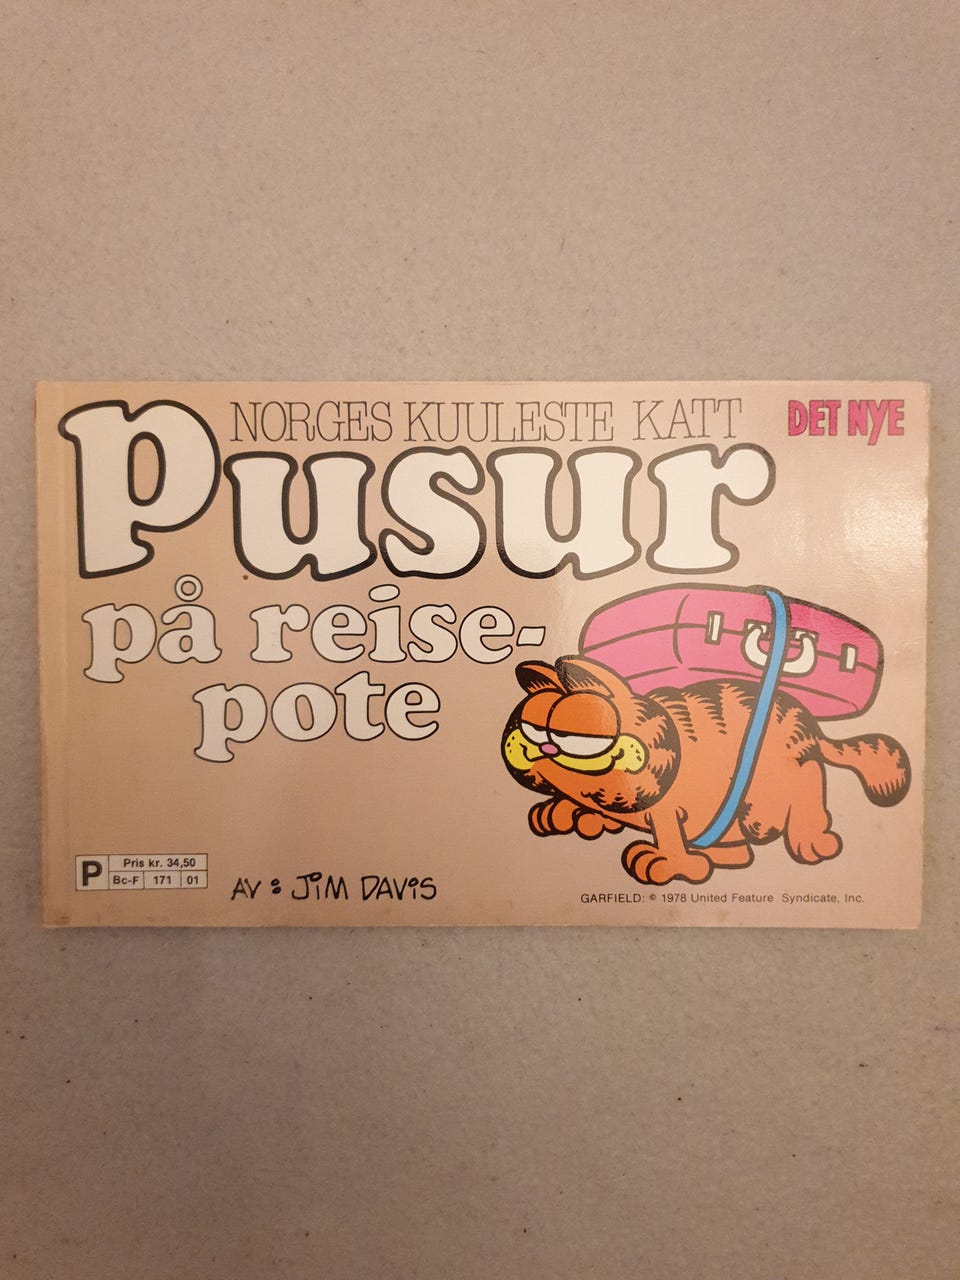 NORGES KUULESTE KATT
DET NYE
Pusur
på reise-
pote
P
Pris kr. 34,50
Bc-F 171 01
AV: JIM DAVIS
GARFIELD: © 1978 United Feature Syndicate, Inc.